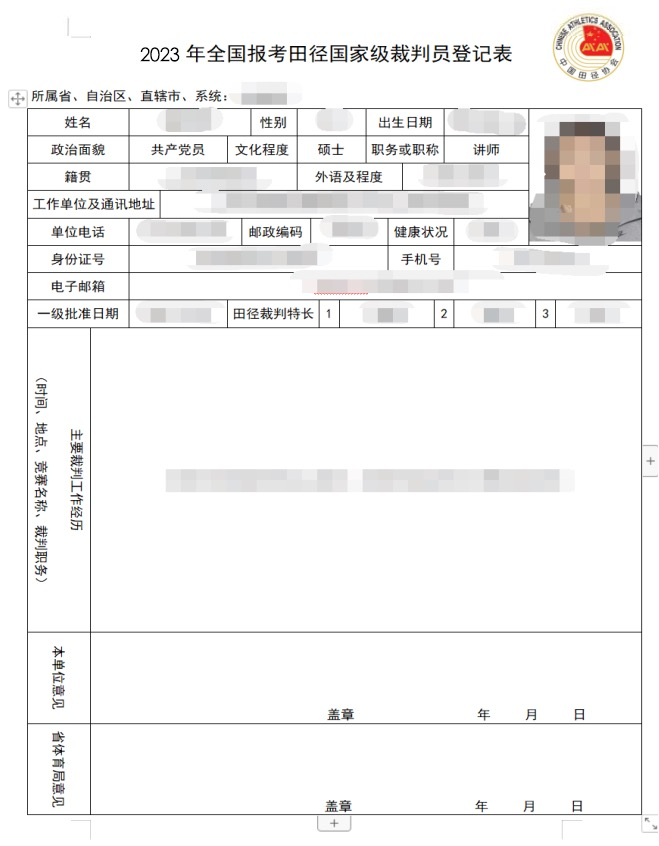 2023 年全国报考田径国家级裁判员登记表
CHINESE ATHLETICS ASSOCIATION
CAA
中国田径协会
所属省、自治区、直辖市、系统：
姓名 性别 出生日期
政治面貌 共产党员 文化程度 硕士 职务或职称 讲师
籍贯 外语及程度
工作单位及通讯地址
单位电话 邮政编码 健康状况
身份证号 手机号
电子邮箱
一级批准日期 田径裁判特长 1 2 3
主要裁判工作经历
（时间、地点、竞赛名称、裁判职务）
本单位意见
盖章 年 月 日
省体育局意见
盖章 年 月 日